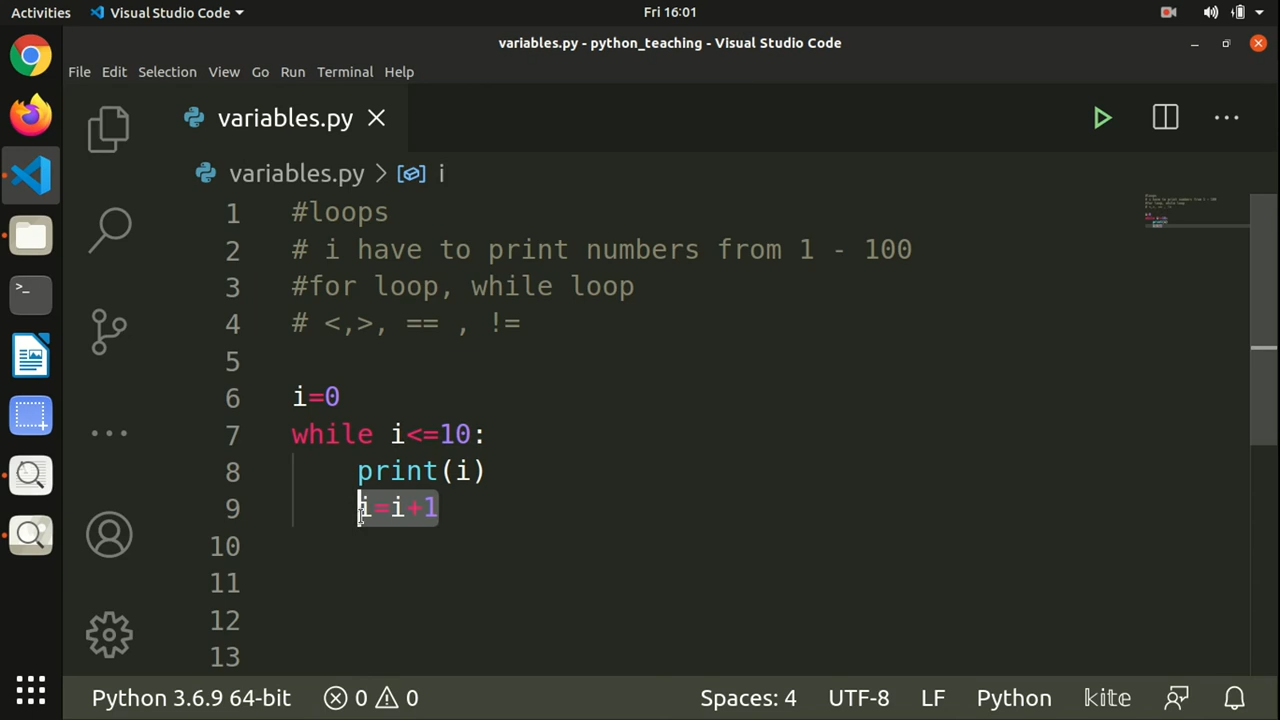 Activities Visual Studio Code Fri 16:01
variables.py - python_teaching - Visual Studio Code
File Edit Selection View Go Run Terminal Help
variables.py
variables.py > i
1 #loops
2 # i have to print numbers from 1 - 100
3 #for loop, while loop
4 # <,>, == , !=
5
6 i=0
7 while i<=10:
8     print(i)
9     i=i+1
10
11
12
13
Python 3.6.9 64-bit 0 0 Spaces: 4 UTF-8 LF Python kite